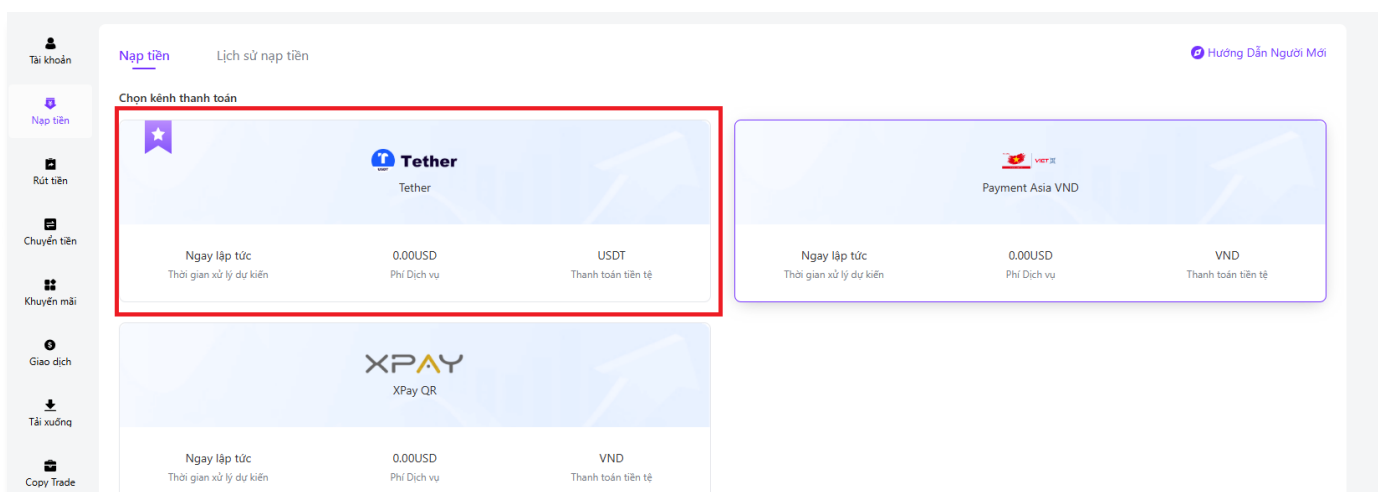 Tài khoản
Nạp tiền
Rút tiền
Chuyển tiền
Khuyến mãi
Giao dịch
Tải xuống
Copy Trade
Nạp tiền Lịch sử nạp tiền Hướng Dẫn Người Mới
Chọn kênh thanh toán
Tether
Tether
Ngay lập tức 0.00USD USDT
Thời gian xử lý dự kiến Phí Dịch vụ Thanh toán tiền tệ
VIET
Payment Asia VND
Ngay lập tức 0.00USD VND
Thời gian xử lý dự kiến Phí Dịch vụ Thanh toán tiền tệ
XPAY
XPay QR
Ngay lập tức 0.00USD VND
Thời gian xử lý dự kiến Phí Dịch vụ Thanh toán tiền tệ